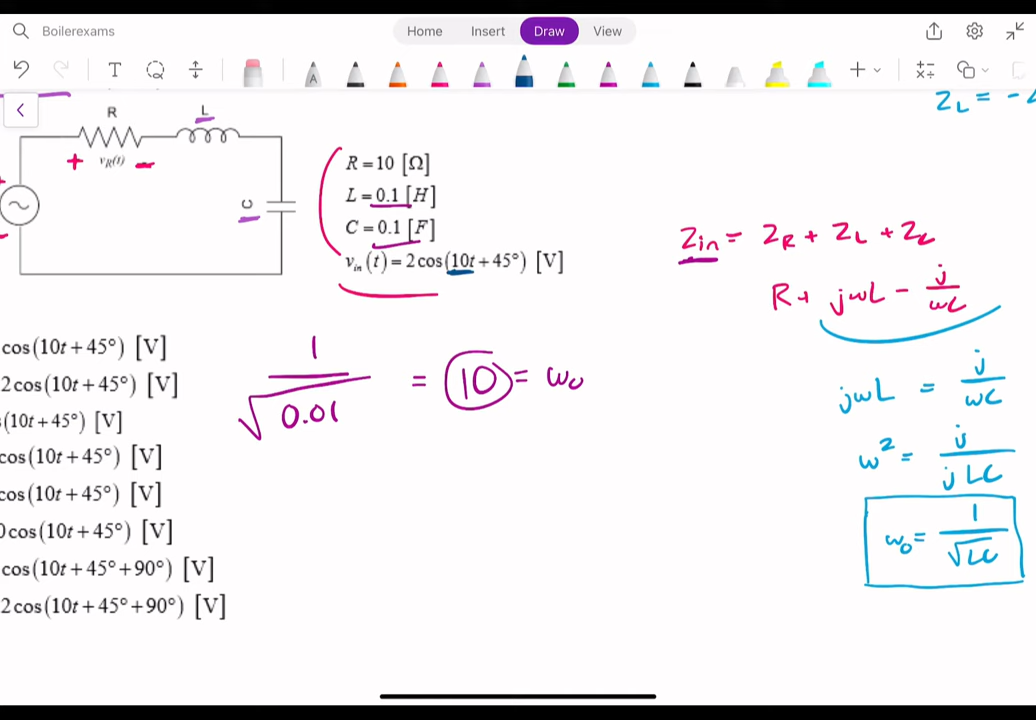 Boilerexams
Home Insert Draw View
T
A
Z_L = -
R
L
v_R(t)
C
R = 10 [Ω]
L = 0.1 [H]
C = 0.1 [F]
v_in (t) = 2cos(10t + 45°) [V]
Z_in = Z_R + Z_L + Z_C
R + jωL - j/ωC
cos(10t + 45°) [V]
2cos(10t + 45°) [V]
(10t + 45°) [V]
cos(10t + 45°) [V]
cos(10t + 45°) [V]
0cos(10t + 45°) [V]
cos(10t + 45° + 90°) [V]
2cos(10t + 45° + 90°) [V]
1/√0.01 = 10 = ω₀
jωL = j/ωC
ω² = j/jLC
ω₀ = 1/√LC